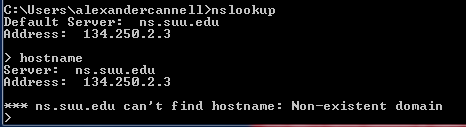 C:\Users\alexandercannell>nslookup
Default Server:  ns.suu.edu
Address:  134.250.2.3
> hostname
Server:  ns.suu.edu
Address:  134.250.2.3
*** ns.suu.edu can't find hostname: Non-existent domain
>